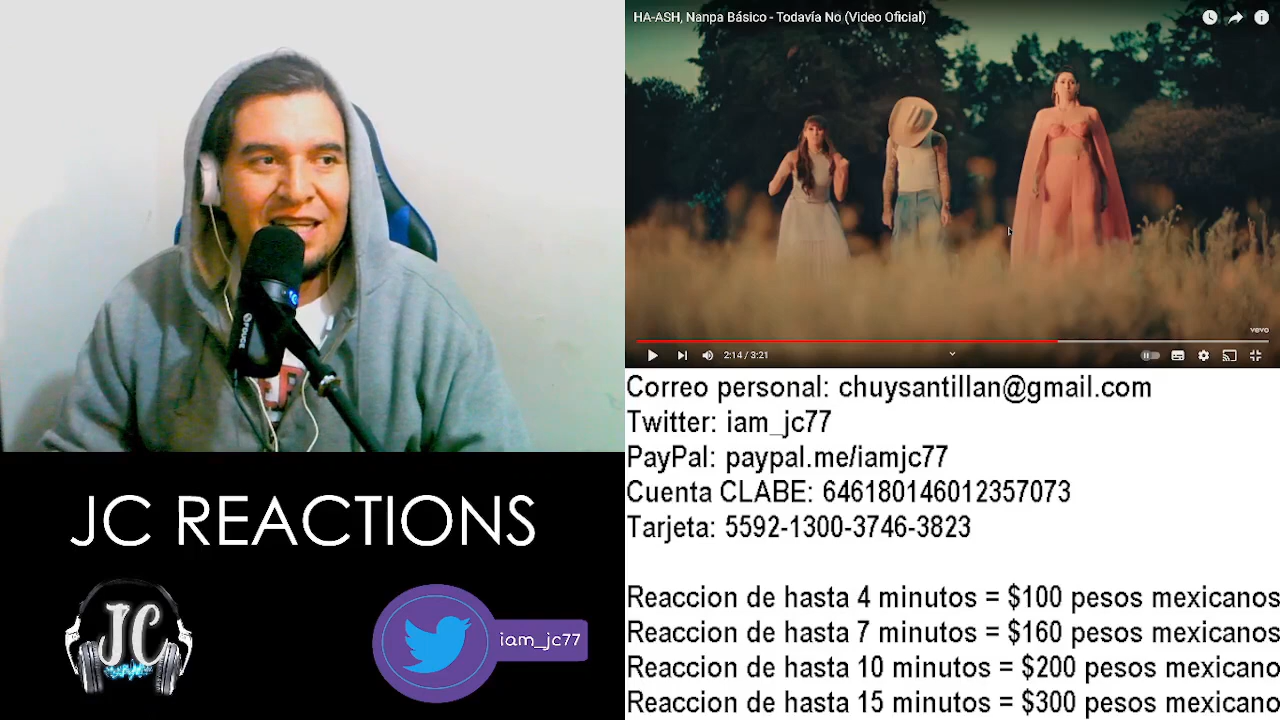 HA-ASH, Nanpa Básico - Todavía No (Video Oficial)
vevo
2:14 / 3:21
Correo personal: chuysantillan@gmail.com
Twitter: iam_jc77
PayPal: paypal.me/iamjc77
Cuenta CLABE: 646180146012357073
Tarjeta: 5592-1300-3746-3823
Reaccion de hasta 4 minutos = $100 pesos mexicanos
Reaccion de hasta 7 minutos = $160 pesos mexicanos
Reaccion de hasta 10 minutos = $200 pesos mexicano
Reaccion de hasta 15 minutos = $300 pesos mexicano
FDUCE
JC REACTIONS
JC
iam_jc77